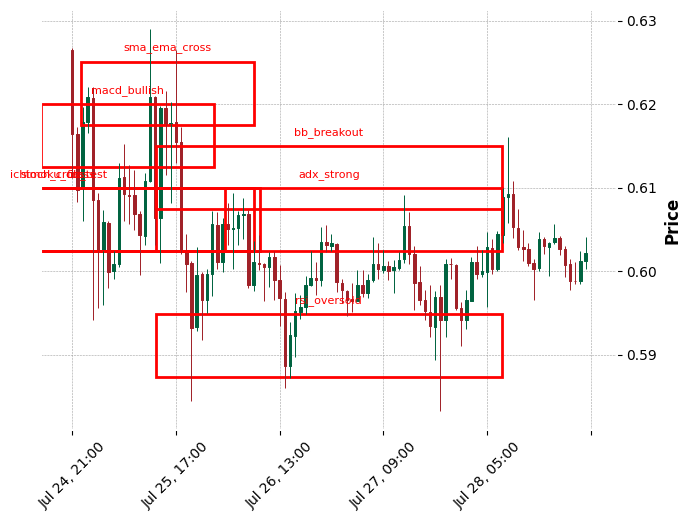 0.63
sma_ema_cross
macd_bullish
0.62
bb_breakout
adx_strong
0.61
Price
0.60
rsi_oversold
0.59
Jul 24, 21:00
Jul 25, 17:00
Jul 26, 13:00
Jul 27, 09:00
Jul 28, 05:00